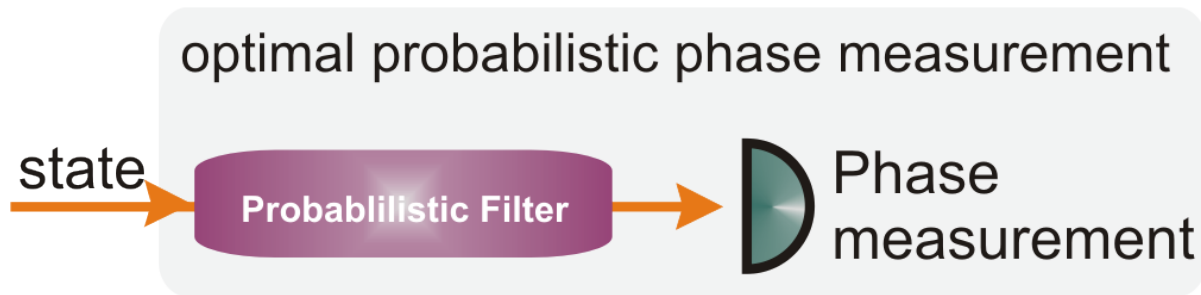 optimal probabilistic phase measurement
state
Probablilistic Filter
Phase
measurement